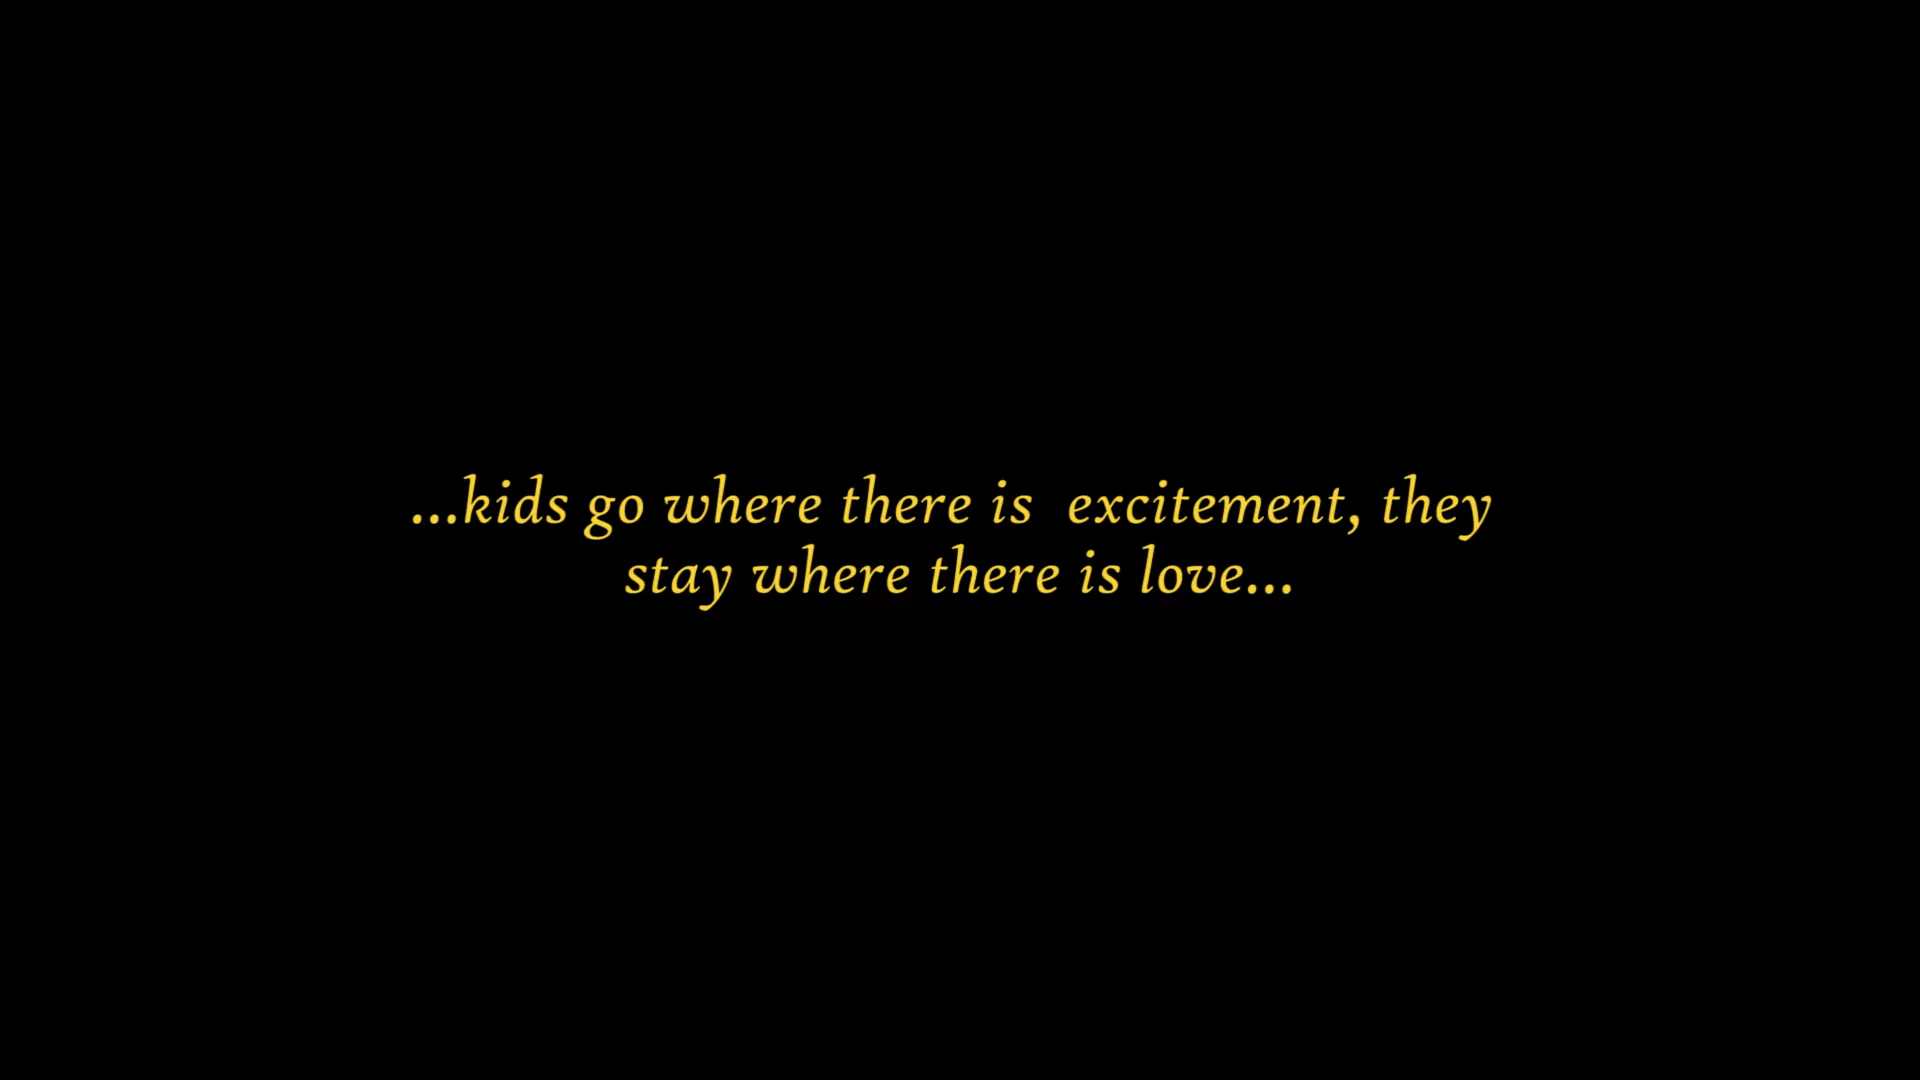 ...kids go where there is  excitement, they
stay where there is love...